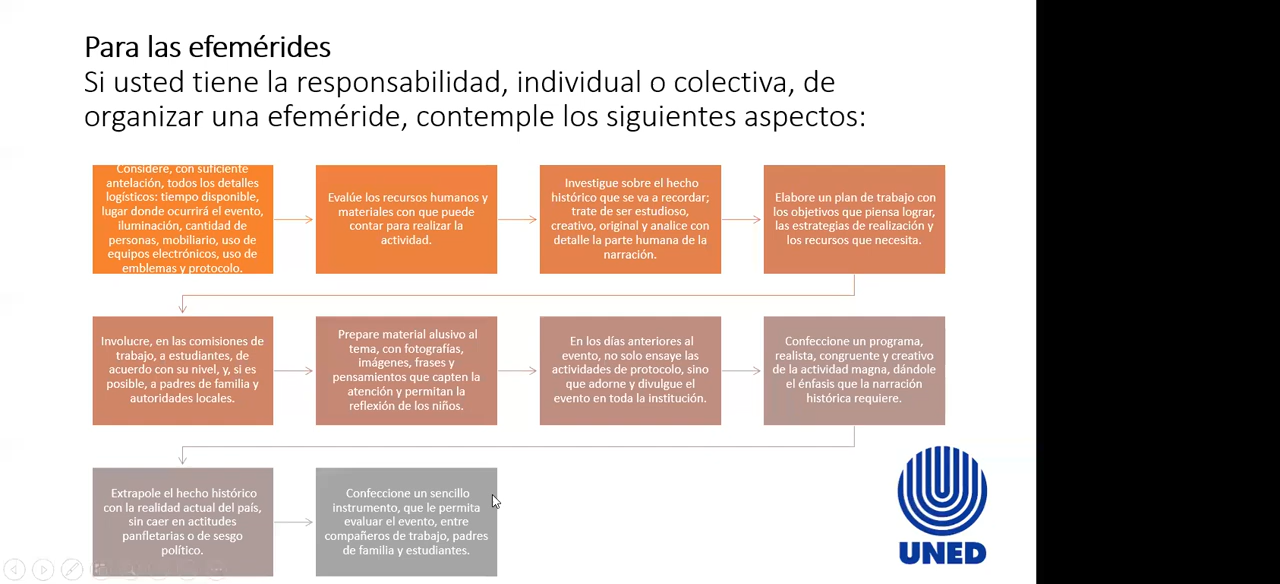 Para las efemérides
Si usted tiene la responsabilidad, individual o colectiva, de
organizar una efeméride, contemple los siguientes aspectos:
Considere, con suficiente
antelación, todos los detalles
logísticos: tiempo disponible,
lugar donde ocurrirá el evento,
iluminación, cantidad de
personas, mobiliario, uso de
equipos electrónicos, uso de
emblemas y protocolo.
Evalúe los recursos humanos y
materiales con que puede
contar para realizar la
actividad.
Investigue sobre el hecho
histórico que se va a recordar;
trate de ser estudioso,
creativo, original y analice con
detalle la parte humana de la
narración.
Elabore un plan de trabajo con
los objetivos que piensa lograr,
las estrategias de realización y
los recursos que necesita.
Involucre, en las comisiones de
trabajo, a estudiantes, de
acuerdo con su nivel, y, si es
posible, a padres de familia y
autoridades locales.
Prepare material alusivo al
tema, con fotografías,
imágenes, frases y
pensamientos que capten la
atención y permitan la
reflexión de los niños.
En los días anteriores al
evento, no solo ensaye las
actividades de protocolo, sino
que adorne y divulgue el
evento en toda la institución.
Confeccione un programa,
realista, congruente y creativo
de la actividad magna, dándole
el énfasis que la narración
histórica requiere.
Extrapole el hecho histórico
con la realidad actual del país,
sin caer en actitudes
panfletarias o de sesgo
político.
Confeccione un sencillo
instrumento, que le permita
evaluar el evento, entre
compañeros de trabajo, padres
de familia y estudiantes.
UNED